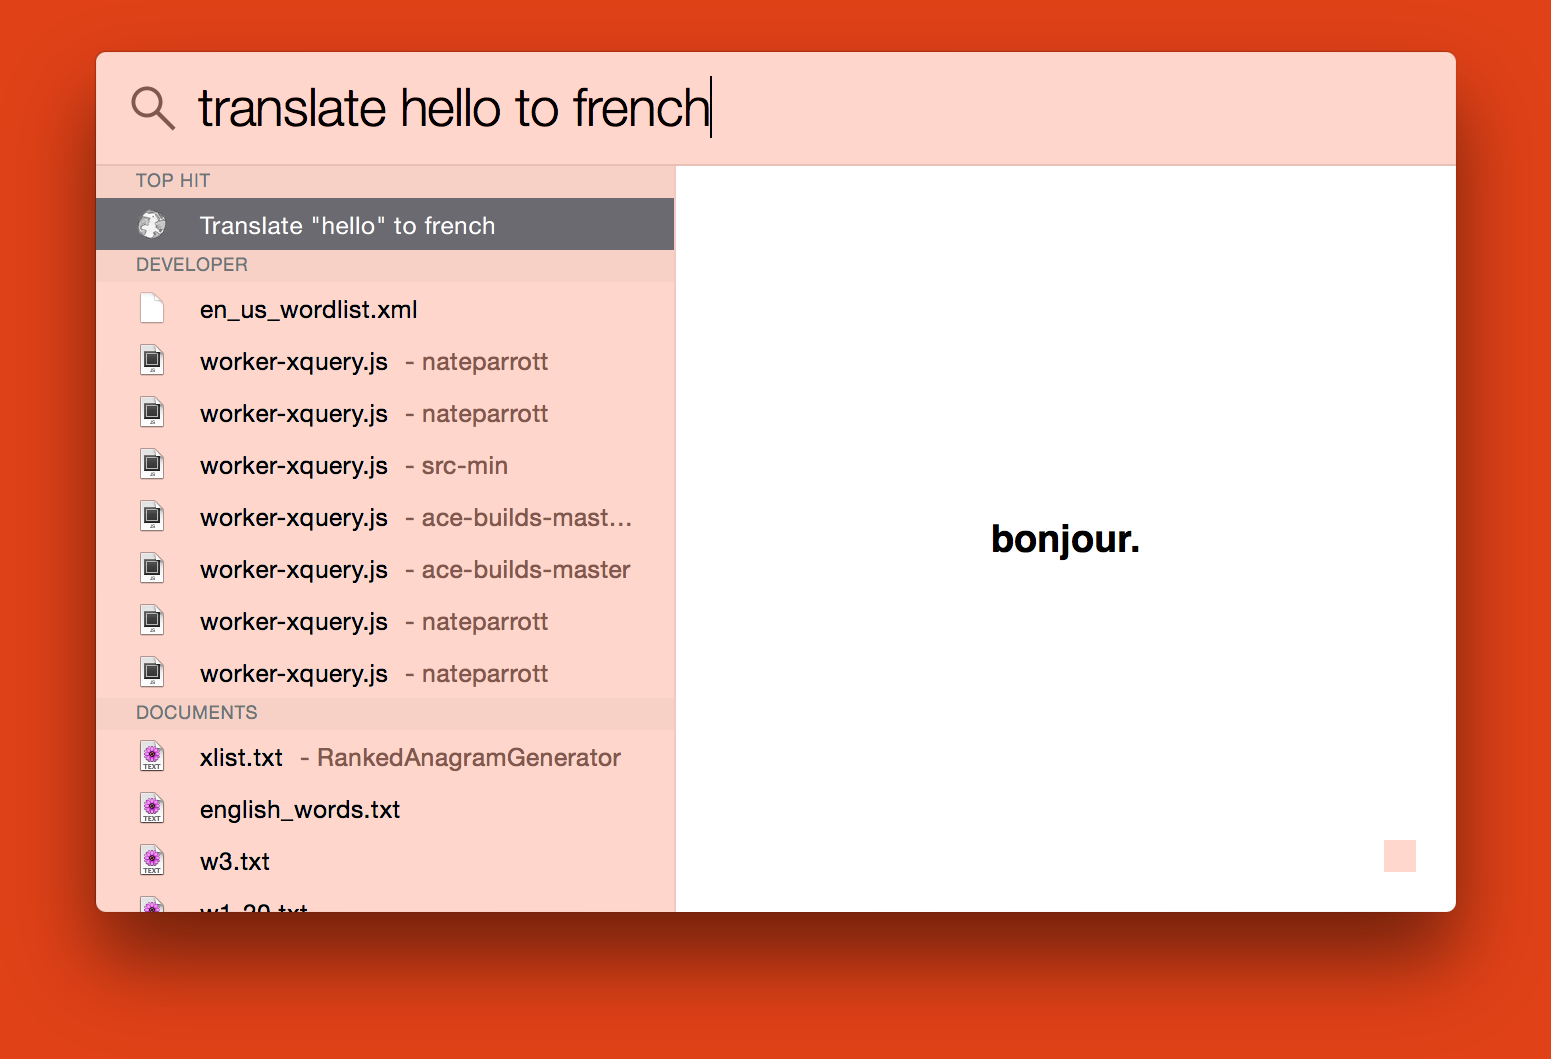 translate hello to french
TOP HIT
Translate "hello" to french
DEVELOPER
en_us_wordlist.xml
worker-xquery.js - nateparrott
worker-xquery.js - nateparrott
worker-xquery.js - src-min
worker-xquery.js - ace-builds-mast…
worker-xquery.js - ace-builds-master
worker-xquery.js - nateparrott
worker-xquery.js - nateparrott
DOCUMENTS
xlist.txt - RankedAnagramGenerator
english_words.txt
w3.txt
bonjour.